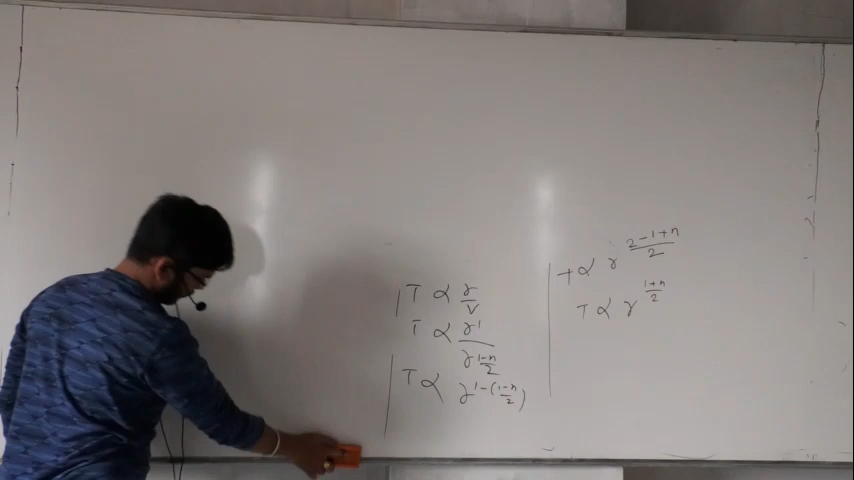 T ∝ r/v
T ∝ r¹/r^((1-n)/2)
T ∝ r^(1-((1-n)/2))
T ∝ r^((2-1+n)/2)
T ∝ r^((1+n)/2)